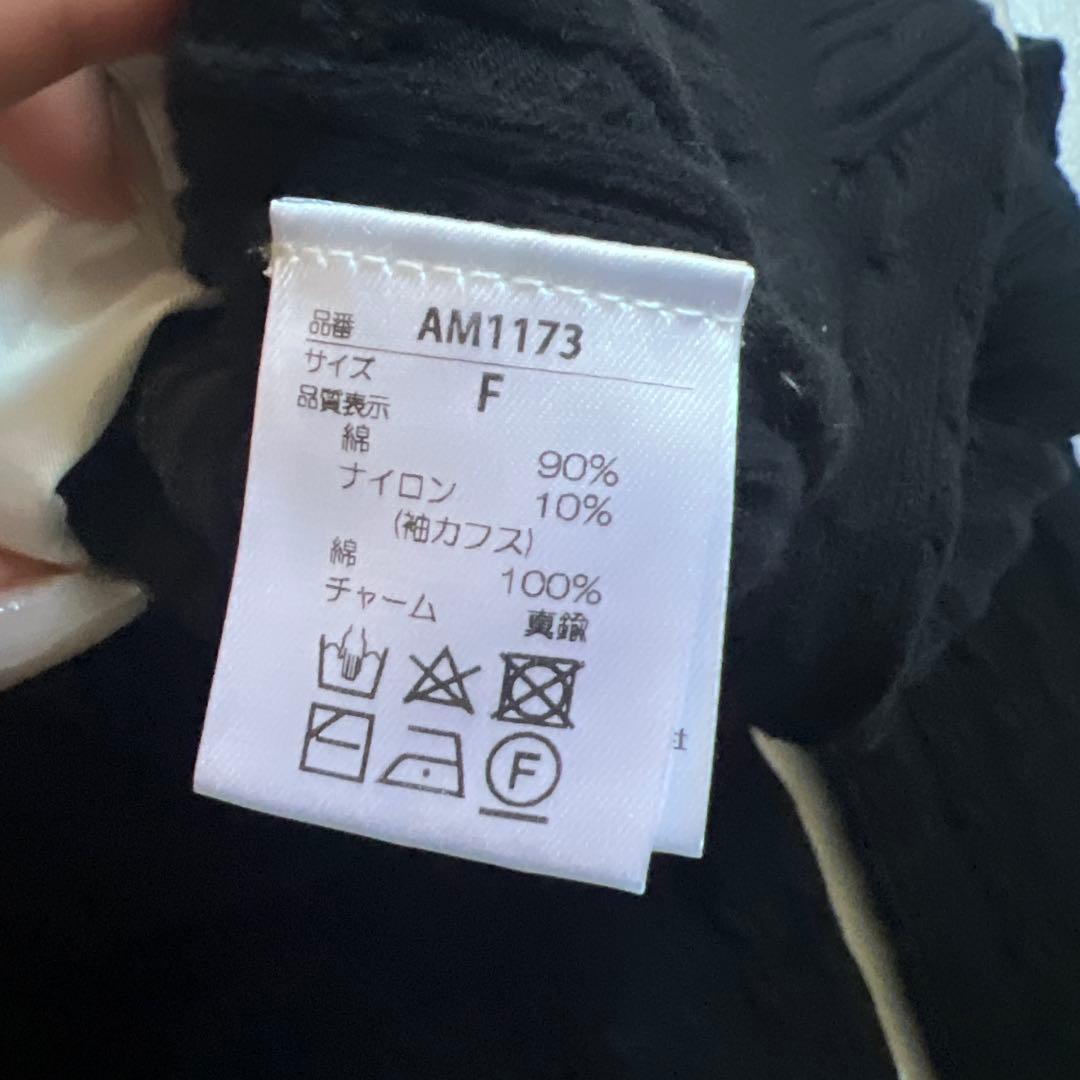 品番 AM1173
サイズ F
品質表示
綿 90%
ナイロン 10%
(袖カフス)
綿 100%
チャーム 真鍮
F
社